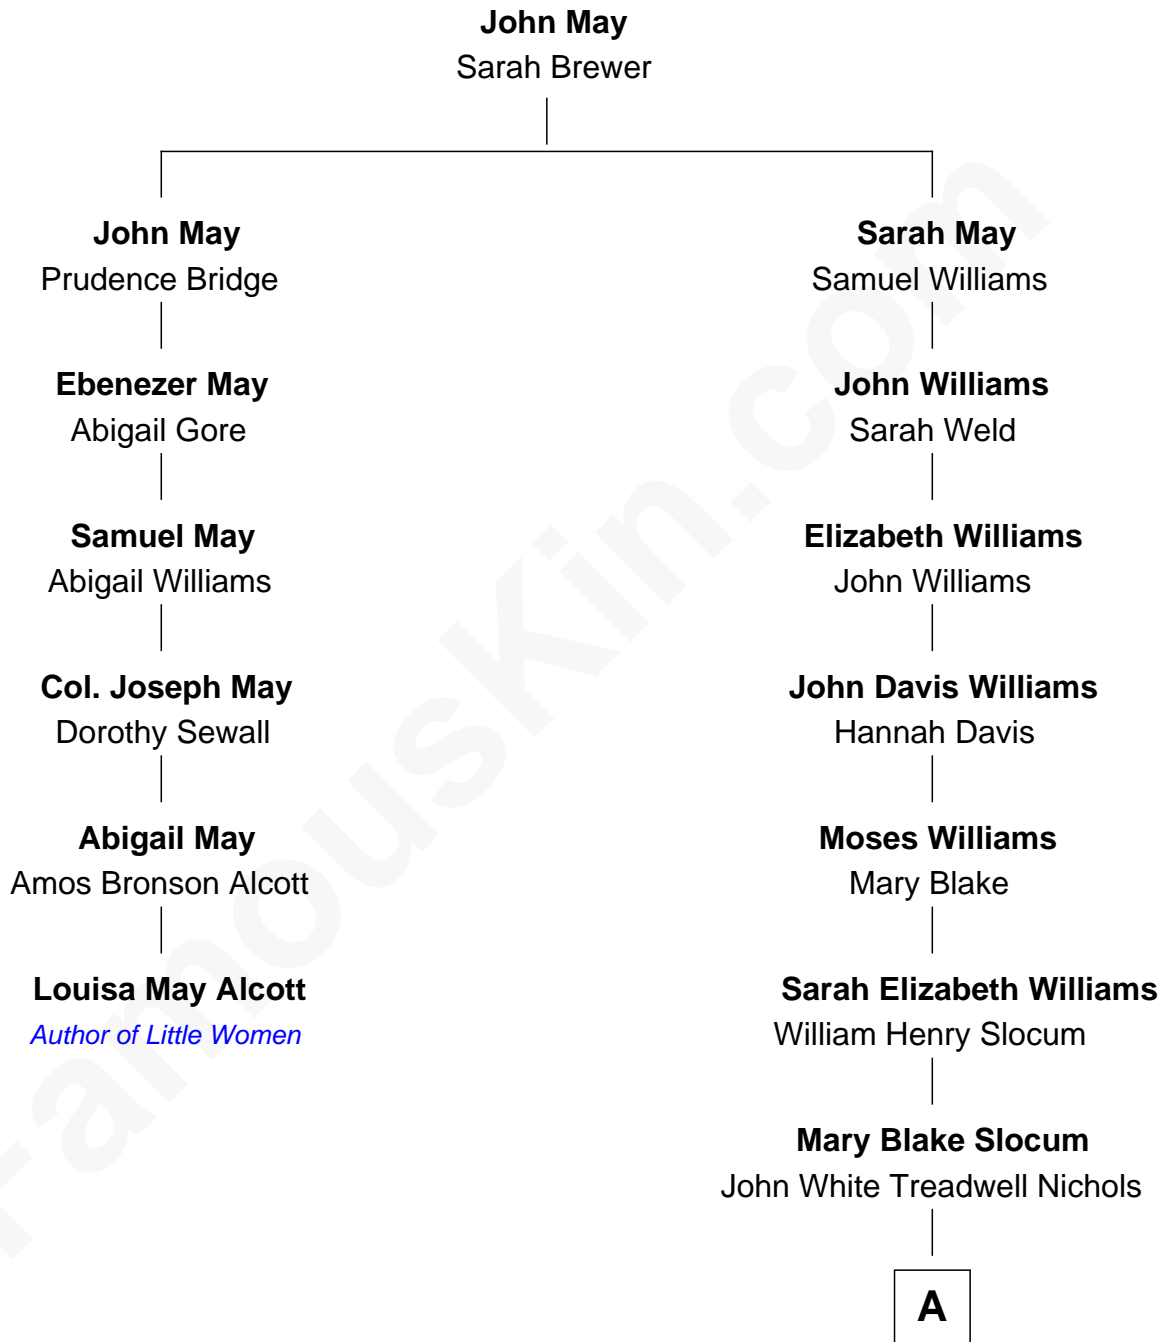 John May
Sarah Brewer
John May
Prudence Bridge
Ebenezer May
Abigail Gore
Samuel May
Abigail Williams
Col. Joseph May
Dorothy Sewall
Abigail May
Amos Bronson Alcott
Louisa May Alcott
Author of Little Women
Sarah May
Samuel Williams
John Williams
Sarah Weld
Elizabeth Williams
John Williams
John Davis Williams
Hannah Davis
Moses Williams
Mary Blake
Sarah Elizabeth Williams
William Henry Slocum
Mary Blake Slocum
John White Treadwell Nichols
A
FamousKin.com